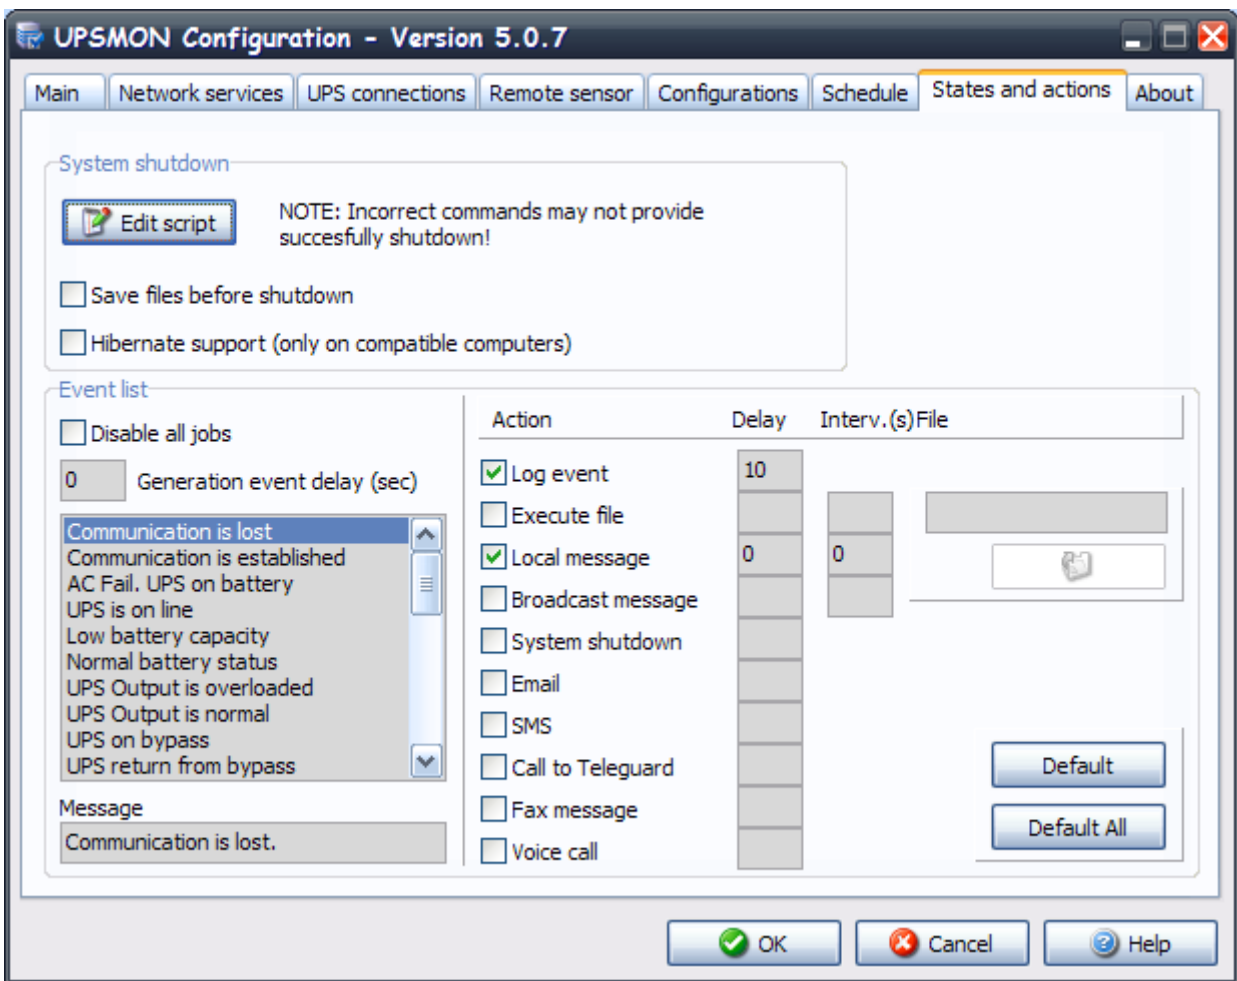 UPSMON Configuration - Version 5.0.7
Main Network services UPS connections Remote sensor Configurations Schedule States and actions About
System shutdown
Edit script
NOTE: Incorrect commands may not provide
succesfully shutdown!
Save files before shutdown
Hibernate support (only on compatible computers)
Event list
Disable all jobs
0 Generation event delay (sec)
Communication is lost
Communication is established
AC Fail. UPS on battery
UPS is on line
Low battery capacity
Normal battery status
UPS Output is overloaded
UPS Output is normal
UPS on bypass
UPS return from bypass
Message
Communication is lost.
Action Delay Interv.(s) File
Log event 10
Execute file
Local message 0 0
Broadcast message
System shutdown
Email
SMS
Call to Teleguard
Fax message
Voice call
Default
Default All
OK Cancel Help